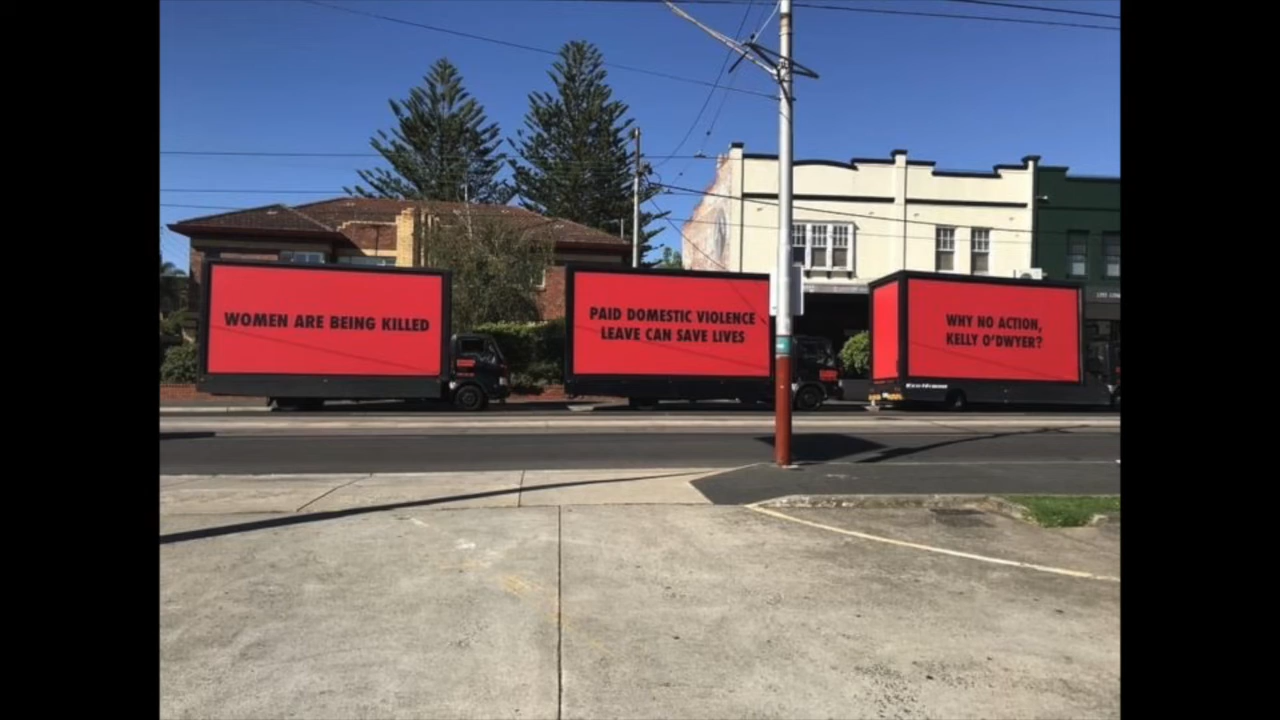 WOMEN ARE BEING KILLED
PAID DOMESTIC VIOLENCE
LEAVE CAN SAVE LIVES
WHY NO ACTION,
KELLY O'DWYER?